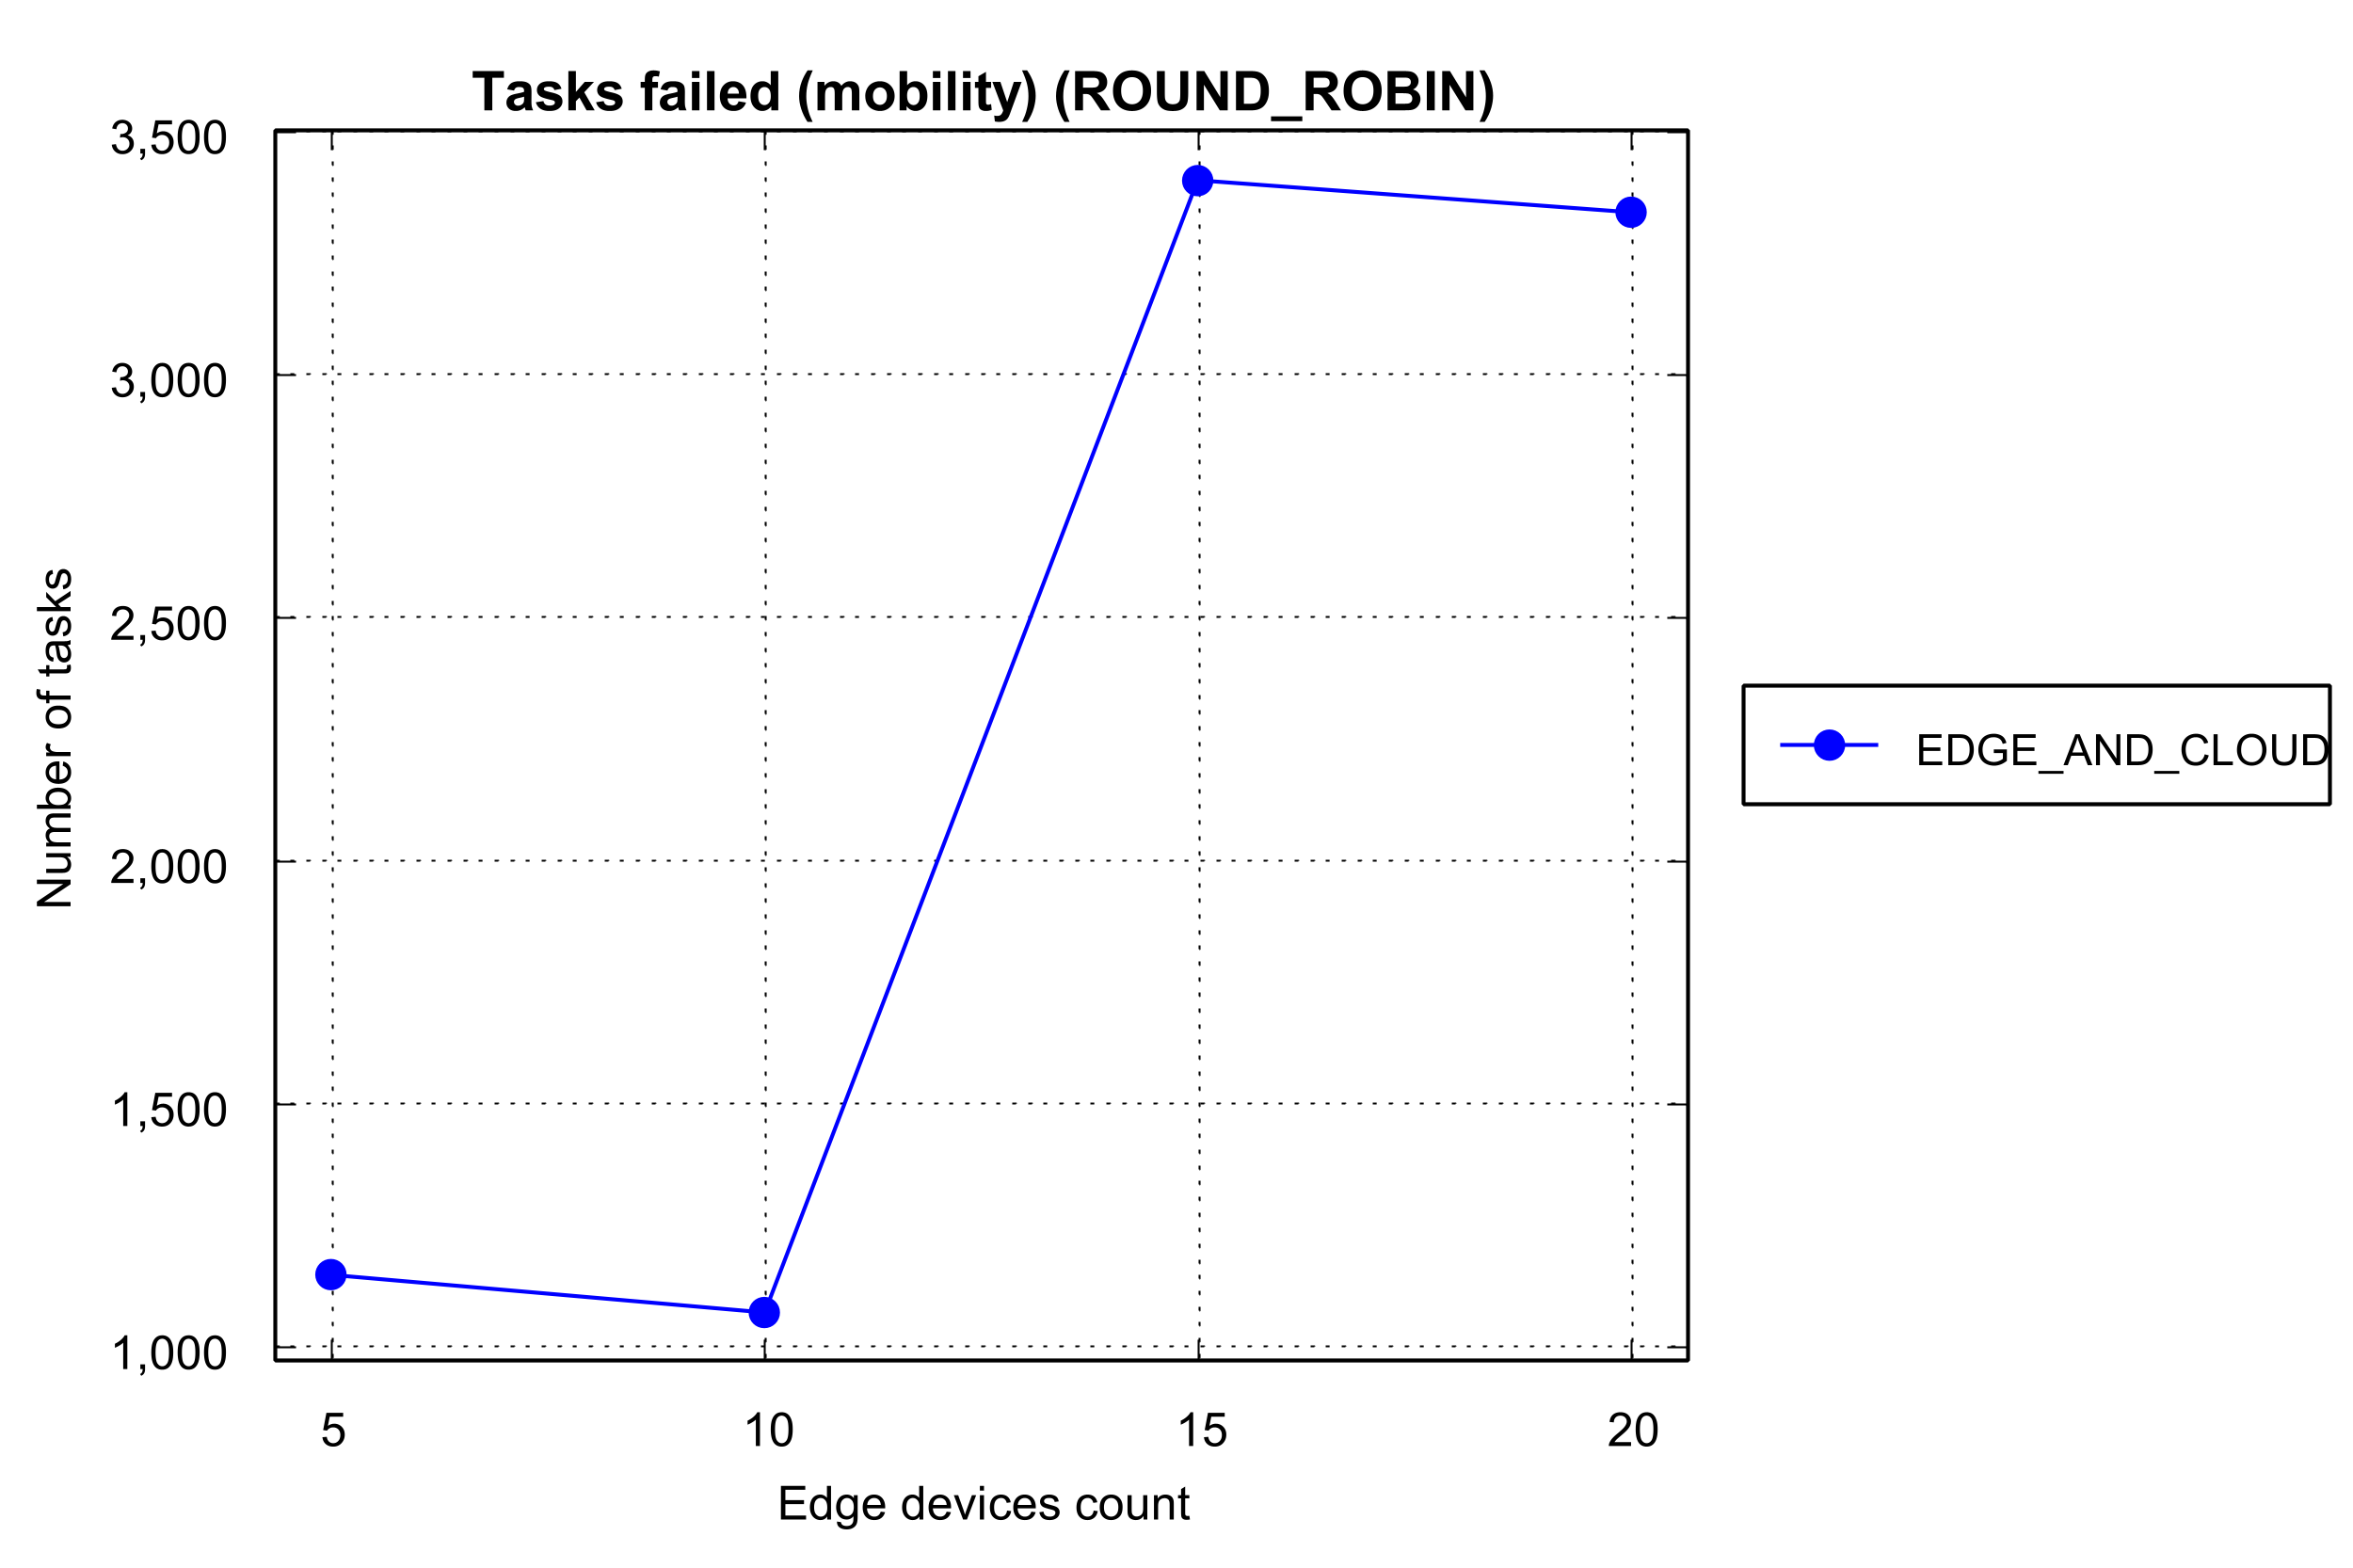 Tasks failed (mobility) (ROUND_ROBIN)
3,500
3,000
2,500
2,000
1,500
1,000
Number of tasks
5 10 15 20
Edge devices count
EDGE_AND_CLOUD